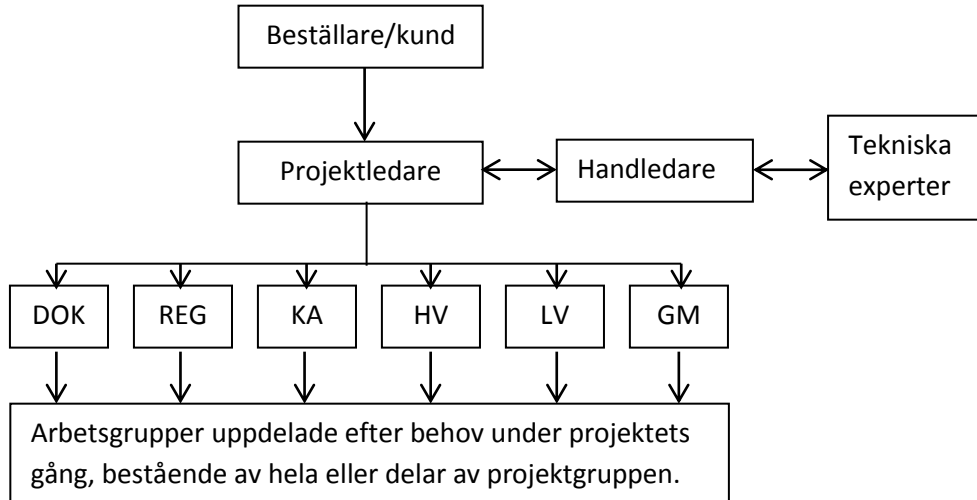 Beställare/kund
Projektledare
Handledare
Tekniska
experter
DOK
REG
KA
HV
LV
GM
Arbetsgrupper uppdelade efter behov under projektets
gång, bestående av hela eller delar av projektgruppen.